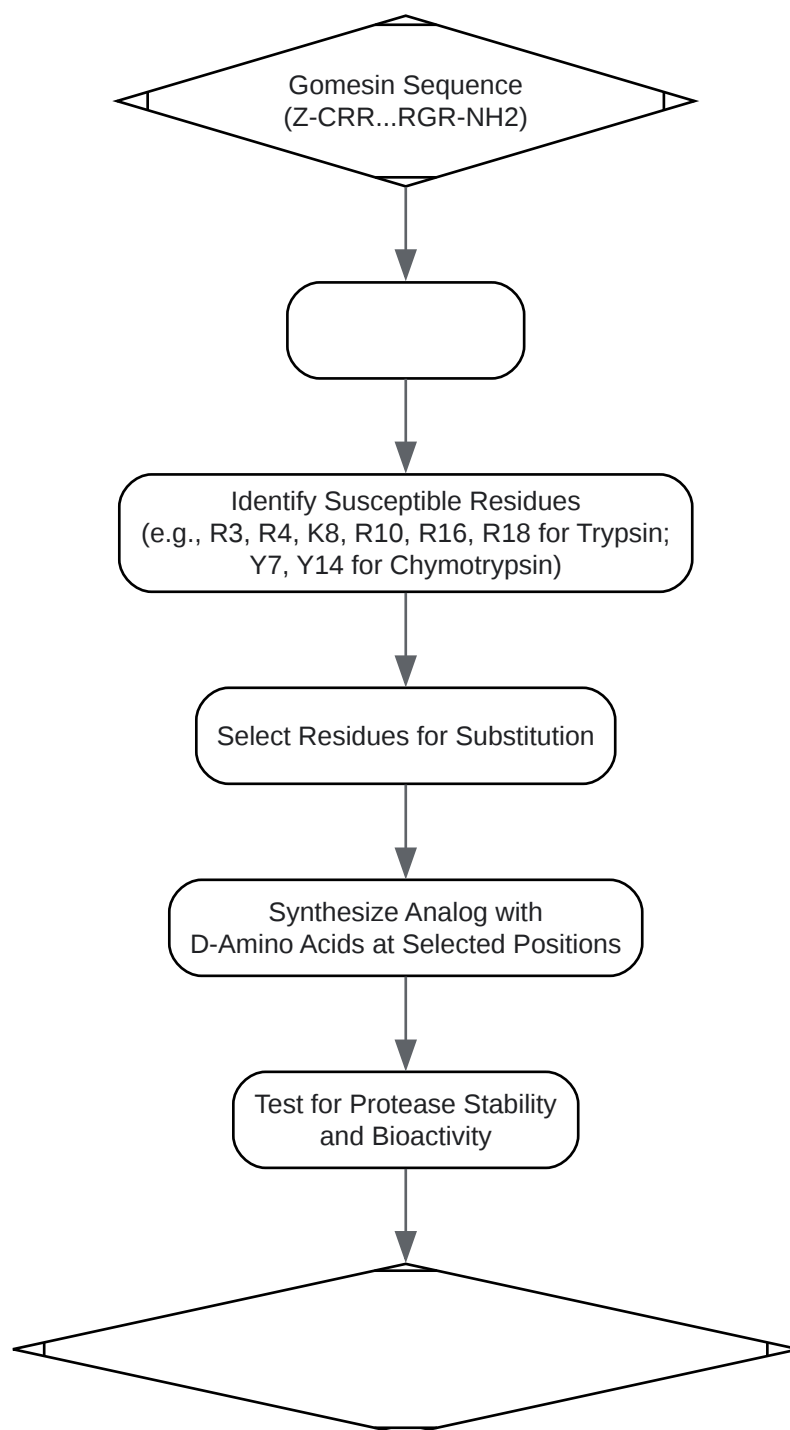 Gomesin Sequence
(Z-CRR...RGR-NH2)
Identify Susceptible Residues
(e.g., R3, R4, K8, R10, R16, R18 for Trypsin;
Y7, Y14 for Chymotrypsin)
Select Residues for Substitution
Synthesize Analog with
D-Amino Acids at Selected Positions
Test for Protease Stability
and Bioactivity